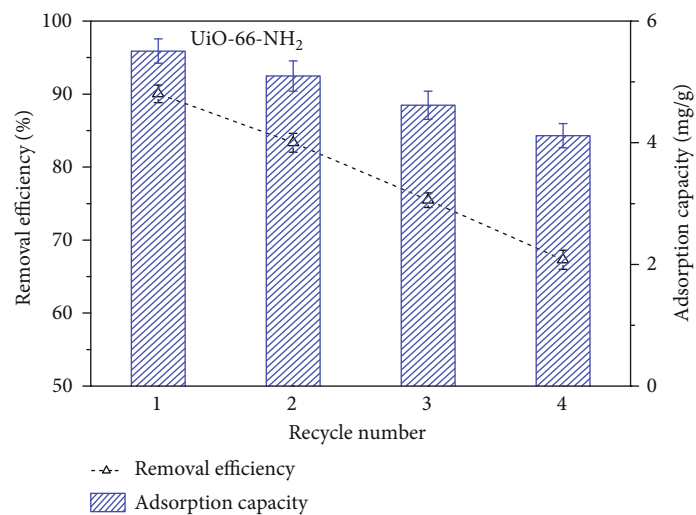 UiO-66-NH₂
Removal efficiency (%)
100
90
80
70
60
50
Adsorption capacity (mg/g)
6
4
2
0
1 2 3 4
Recycle number
Removal efficiency
Adsorption capacity